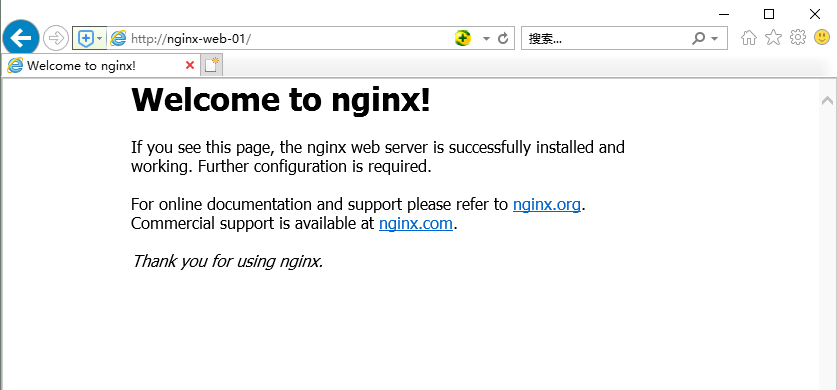 http://nginx-web-01/
搜索...
Welcome to nginx!
Welcome to nginx!
If you see this page, the nginx web server is successfully installed and
working. Further configuration is required.
For online documentation and support please refer to nginx.org.
Commercial support is available at nginx.com.
Thank you for using nginx.